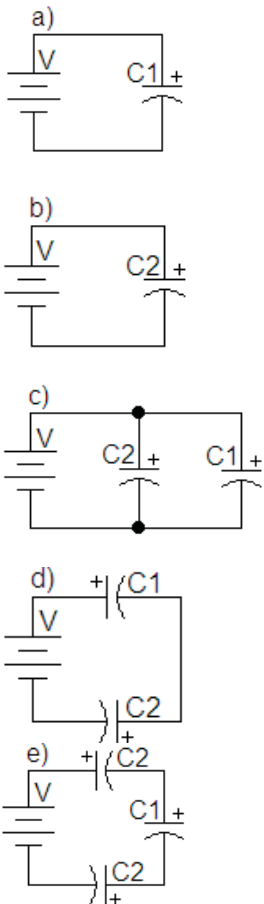 a)
V
C1 +
b)
V
C2 +
c)
V
C2 + C1 +
d)
+ C1
V
C2
+
e)
+ C2
V
C1 +
C2
+